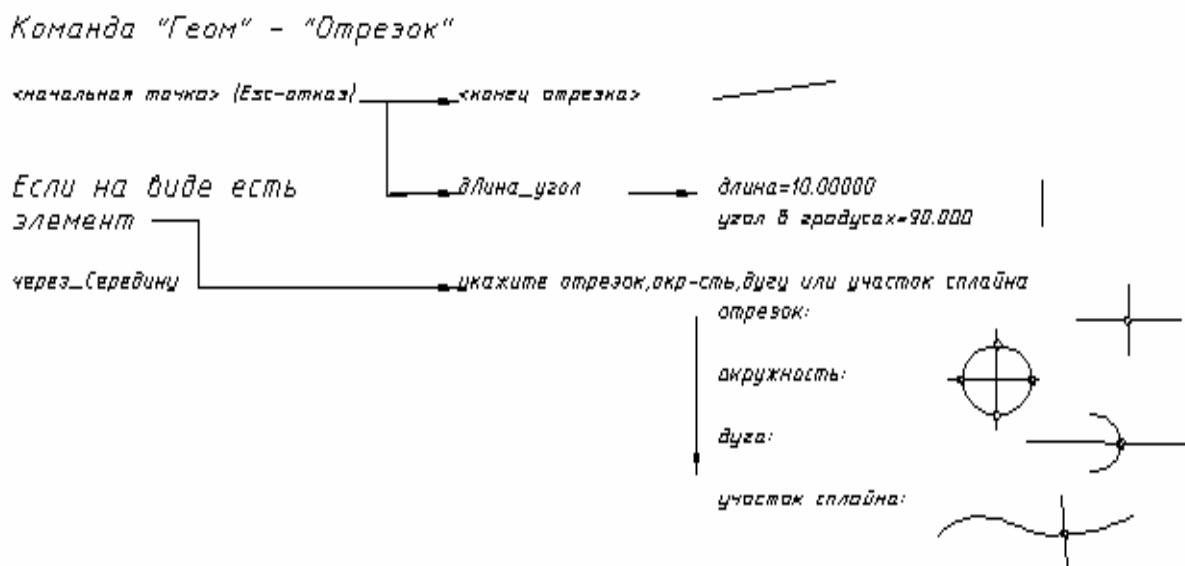 Команда "Геом" - "Отрезок"
<начальная точка> (Esc-отказ) <конец отрезка>
Если на виде есть дЛина_угол длина=10.00000
элемент угол в градусах=90.000
через_Середину укажите отрезок,окр-сть,дугу или участок сплайна
отрезок:
окружность:
дуга:
участок сплайна: